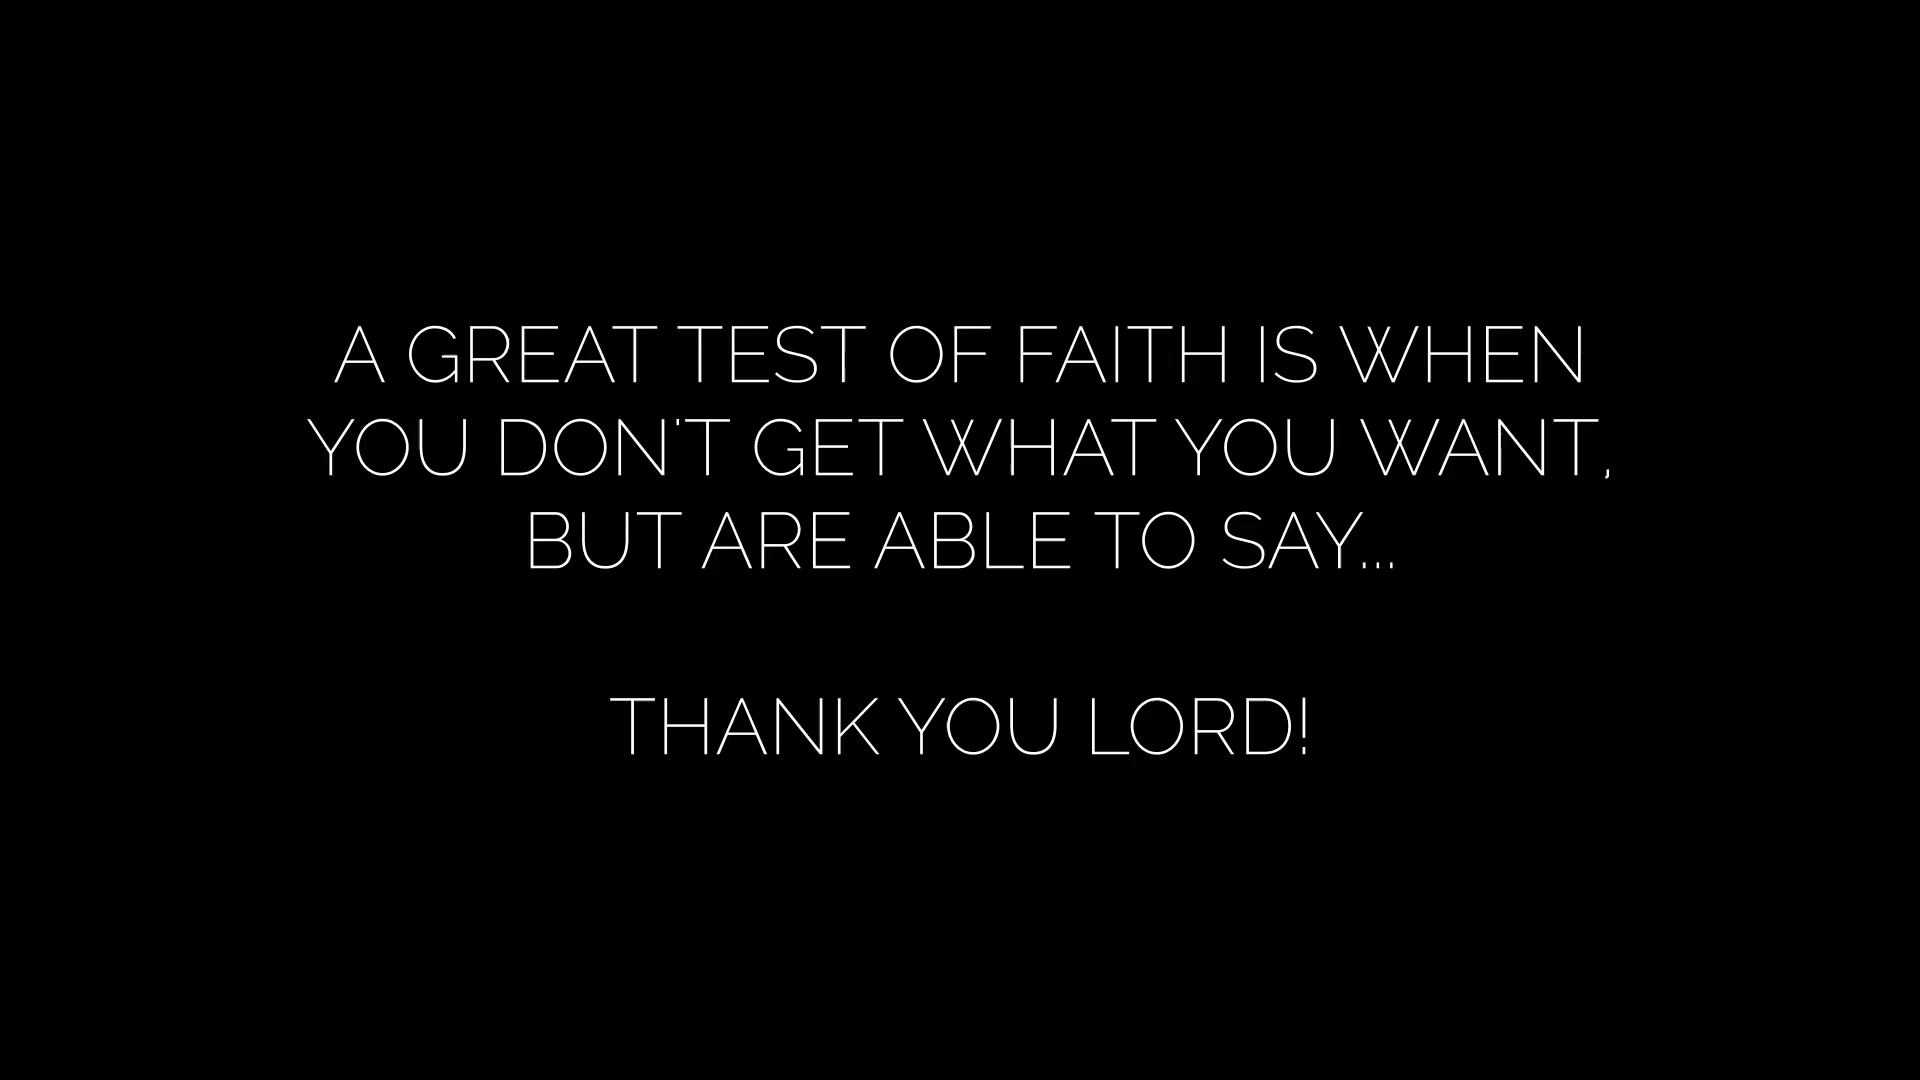 A GREAT TEST OF FAITH IS WHEN
YOU DON'T GET WHAT YOU WANT,
BUT ARE ABLE TO SAY...
THANK YOU LORD!